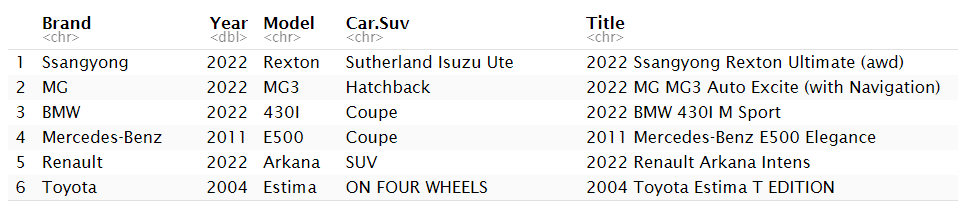 Brand Year Model Car.Suv Title
<chr> <dbl> <chr> <chr> <chr>
1 Ssangyong 2022 Rexton Sutherland Isuzu Ute 2022 Ssangyong Rexton Ultimate (awd)
2 MG 2022 MG3 Hatchback 2022 MG MG3 Auto Excite (with Navigation)
3 BMW 2022 430I Coupe 2022 BMW 430I M Sport
4 Mercedes-Benz 2011 E500 Coupe 2011 Mercedes-Benz E500 Elegance
5 Renault 2022 Arkana SUV 2022 Renault Arkana Intens
6 Toyota 2004 Estima ON FOUR WHEELS 2004 Toyota Estima T EDITION